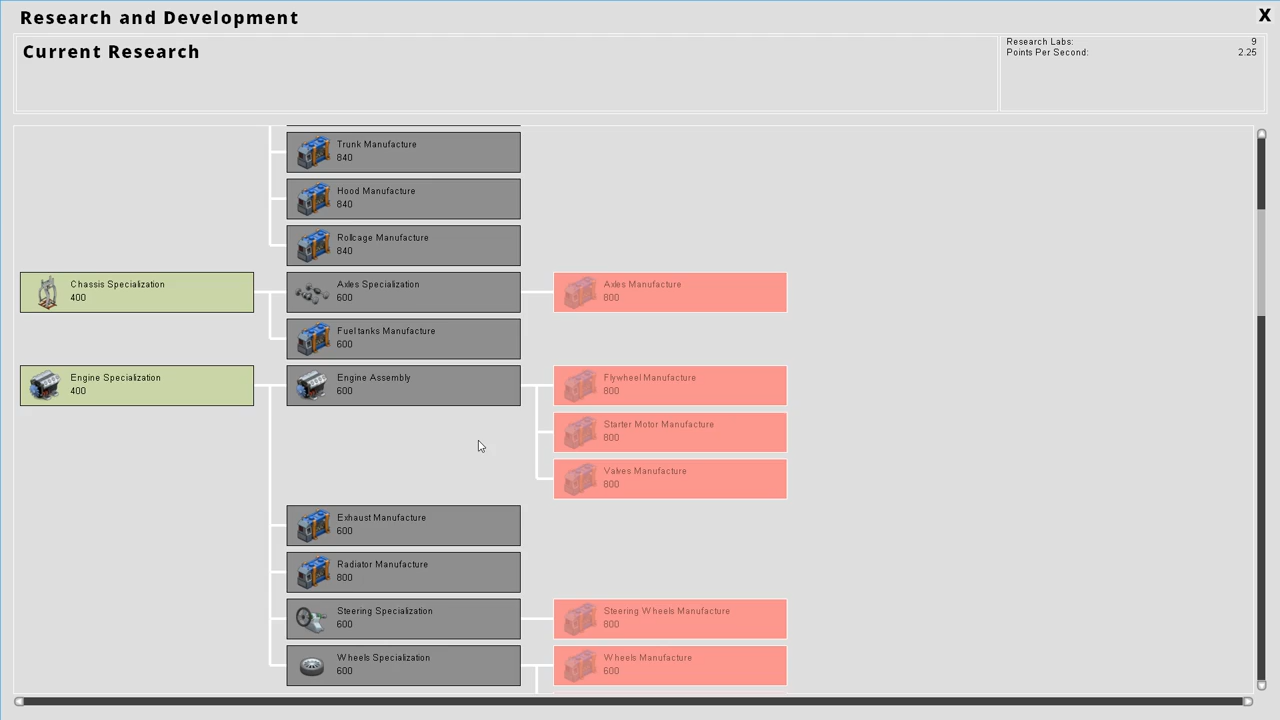 Research and Development
X
Current Research
Research Labs: 9
Points Per Second: 2.25
Trunk Manufacture
840
Hood Manufacture
840
Rollcage Manufacture
840
Chassis Specialization
400
Axles Specialization
600
Axles Manufacture
800
Fueltanks Manufacture
600
Engine Specialization
400
Engine Assembly
600
Flywheel Manufacture
800
Starter Motor Manufacture
800
Valves Manufacture
800
Exhaust Manufacture
600
Radiator Manufacture
800
Steering Specialization
600
Steering Wheels Manufacture
800
Wheels Specialization
600
Wheels Manufacture
600